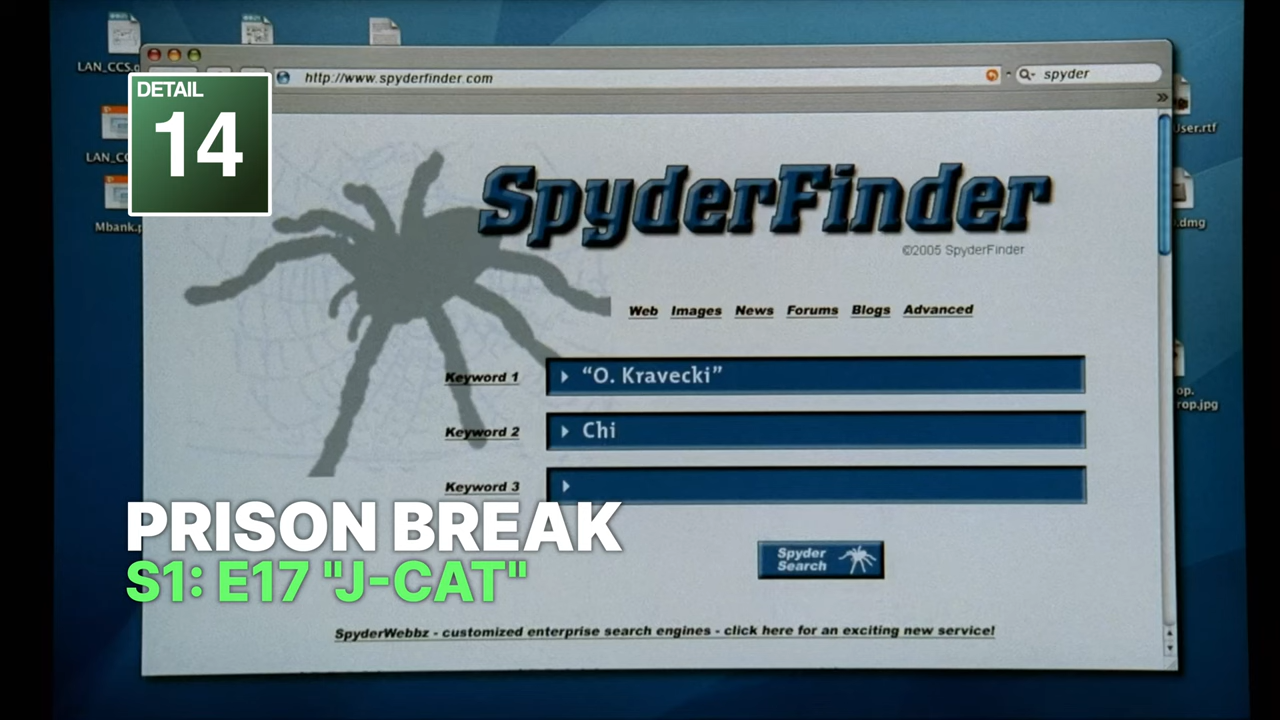 LAN_CCS.
http://www.spyderfinder.com
spyder
DETAIL
14
User.rtf
LAN_CC
.dmg
Mbank.p
SpyderFinder
©2005 SpyderFinder
Web Images News Forums Blogs Advanced
Keyword 1 “O. Kravecki”
Keyword 2 Chi
op.
rop.jpg
Keyword 3
PRISON BREAK
S1: E17 "J-CAT"
Spyder
Search
SpyderWebbz - customized enterprise search engines - click here for an exciting new service!